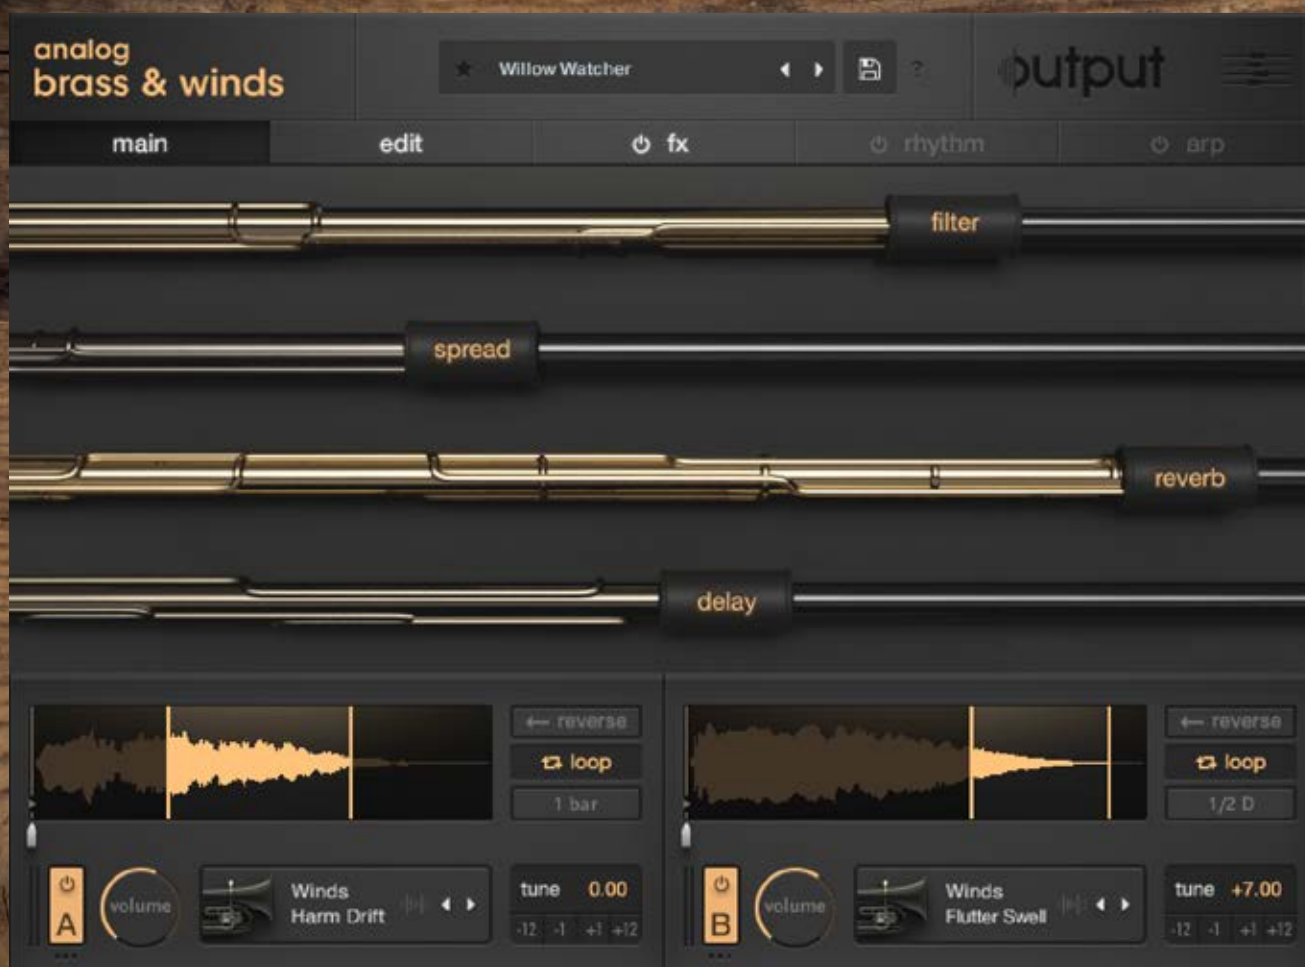 analog
brass & winds
Willow Watcher
?
output
main
edit
fx
rhythm
arp
filter
spread
reverb
delay
reverse
loop
1 bar
A
volume
Winds
Harm Drift
tune 0.00
-12 -1 +1 +12
reverse
loop
1/2 D
B
volume
Winds
Flutter Swell
tune +7.00
-12 -1 +1 +12